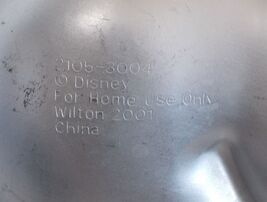 2105-3004
© Disney
For Home Use Only
Wilton 2001
China